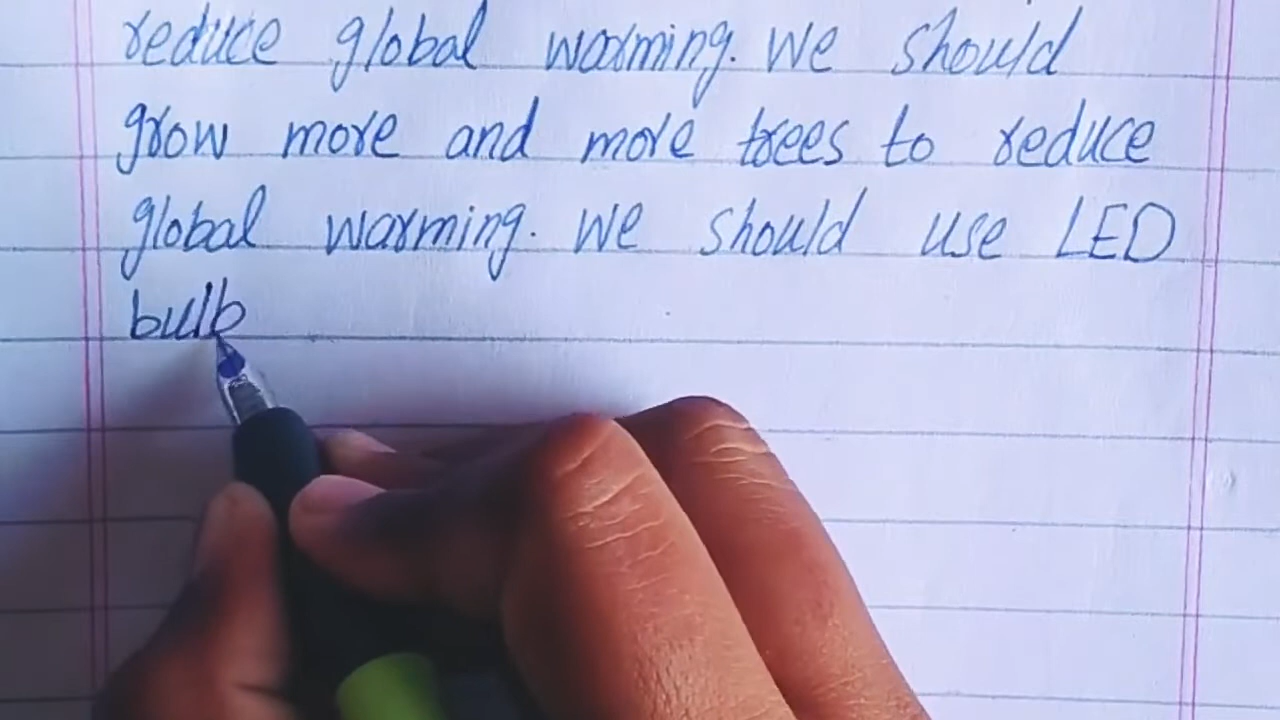 reduce global warming. We should
grow more and more trees to reduce
global warming. We should use LED
bulb